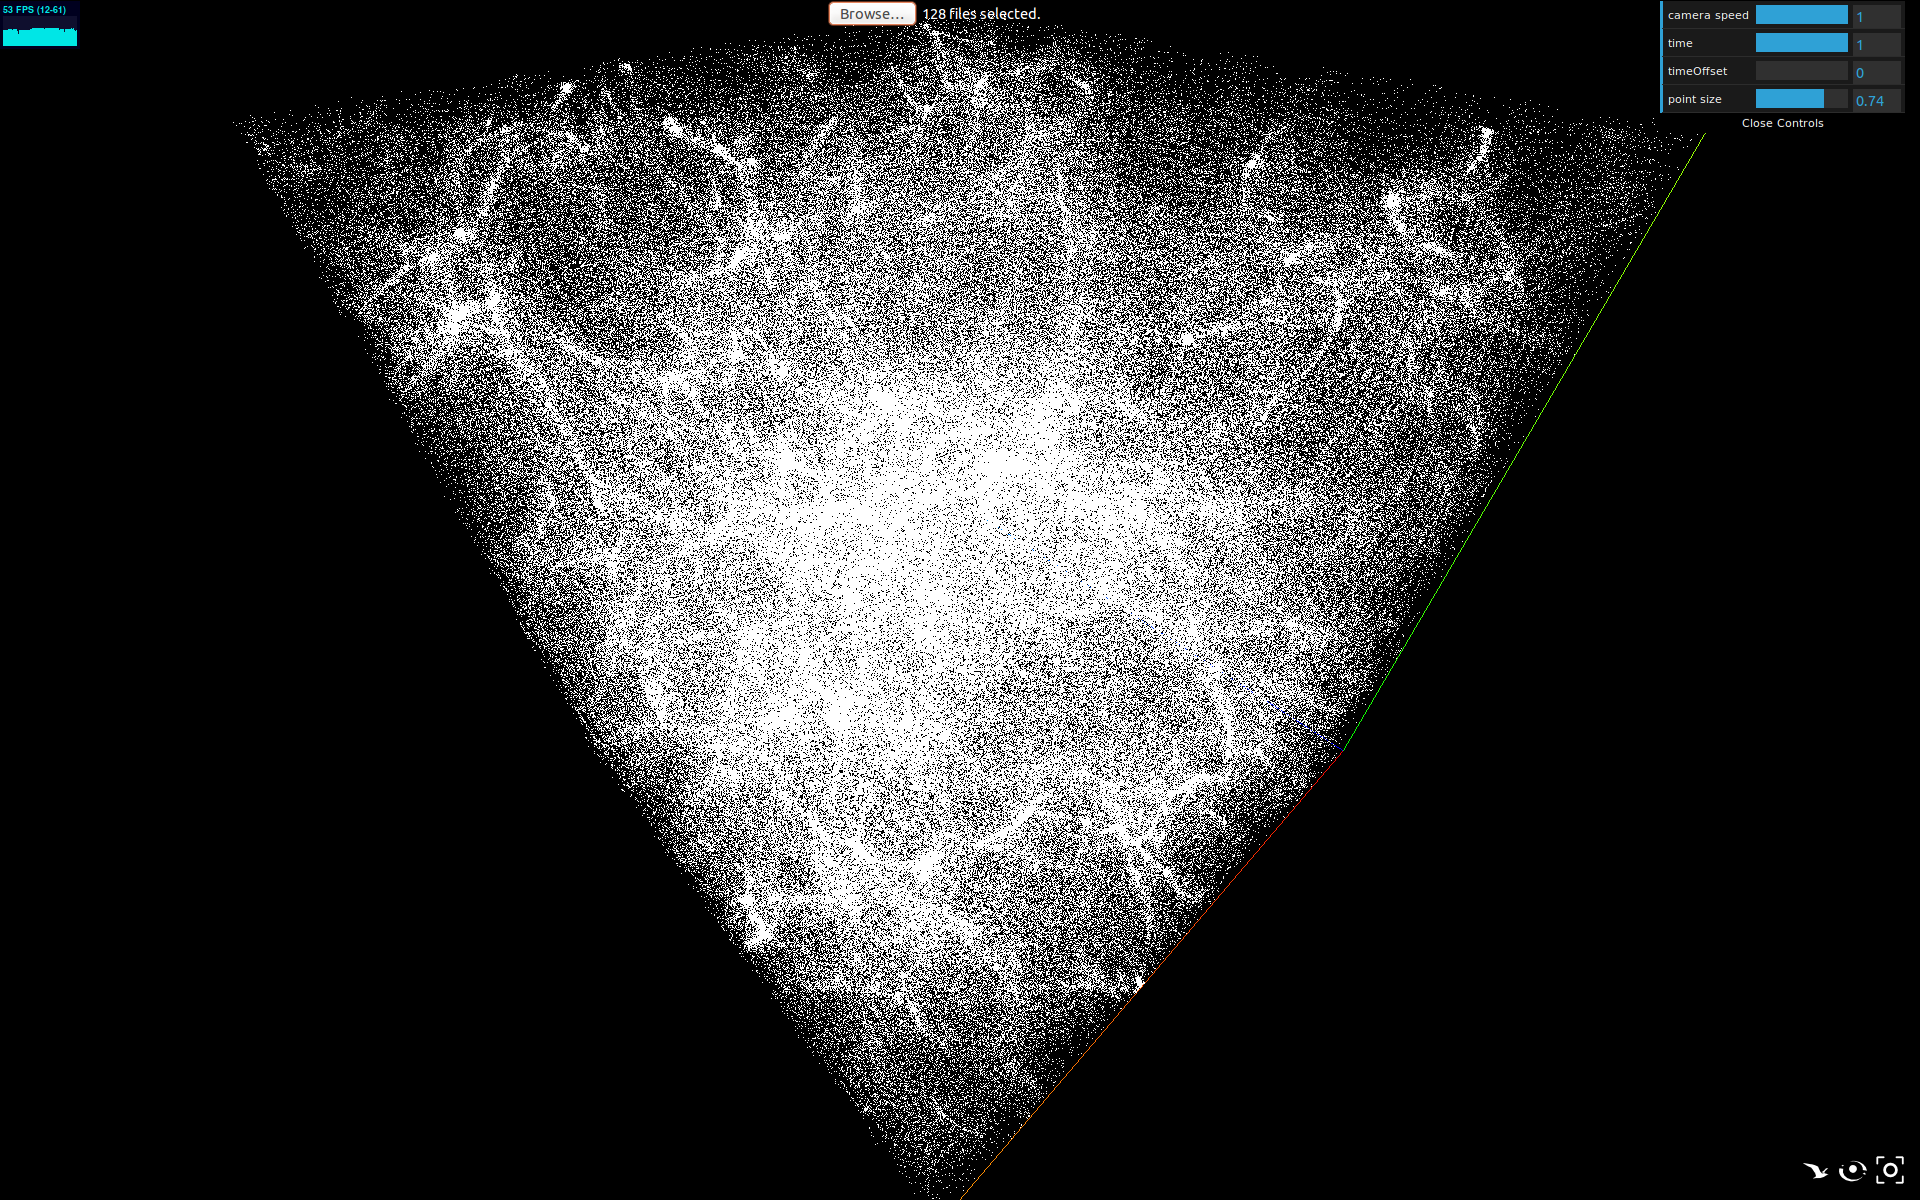 53 FPS (12-61)
Browse... 128 files selected.
camera speed 1
time 1
timeOffset 0
point size 0.74
Close Controls